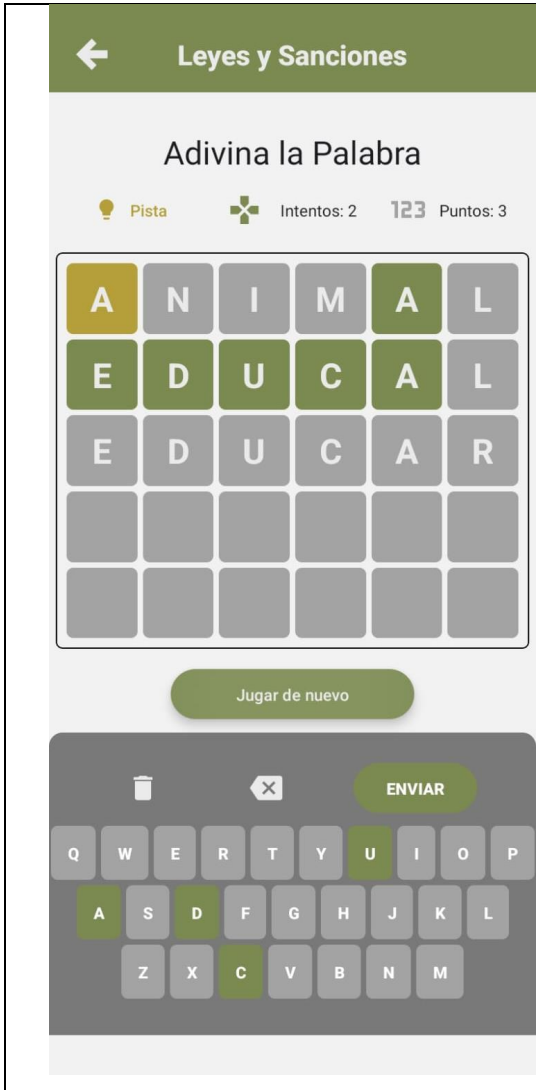 Leyes y Sanciones
Adivina la Palabra
Pista Intentos: 2 123 Puntos: 3
A N I M A L
E D U C A L
E D U C A R
Jugar de nuevo
ENVIAR
Q W E R T Y U I O P
A S D F G H J K L
Z X C V B N M